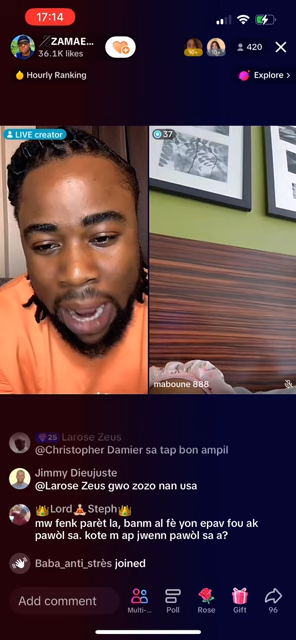 17:14
ZAMAE...
36.1K likes
10+
10+
420
Hourly Ranking
Explore >
LIVE creator
37
maboune 888
25 Larose Zeus
@Christopher Damier sa tap bon ampil
Jimmy Dieujuste
@Larose Zeus gwo zozo nan usa
👑Lord🙏Steph👑
mw fenk parèt la, banm al fè yon epav fou ak
pawòl sa. kote m ap jwenn pawòl sa a?
Baba_anti_strès joined
Add comment
Multi-...
Poll
Rose
Gift
96